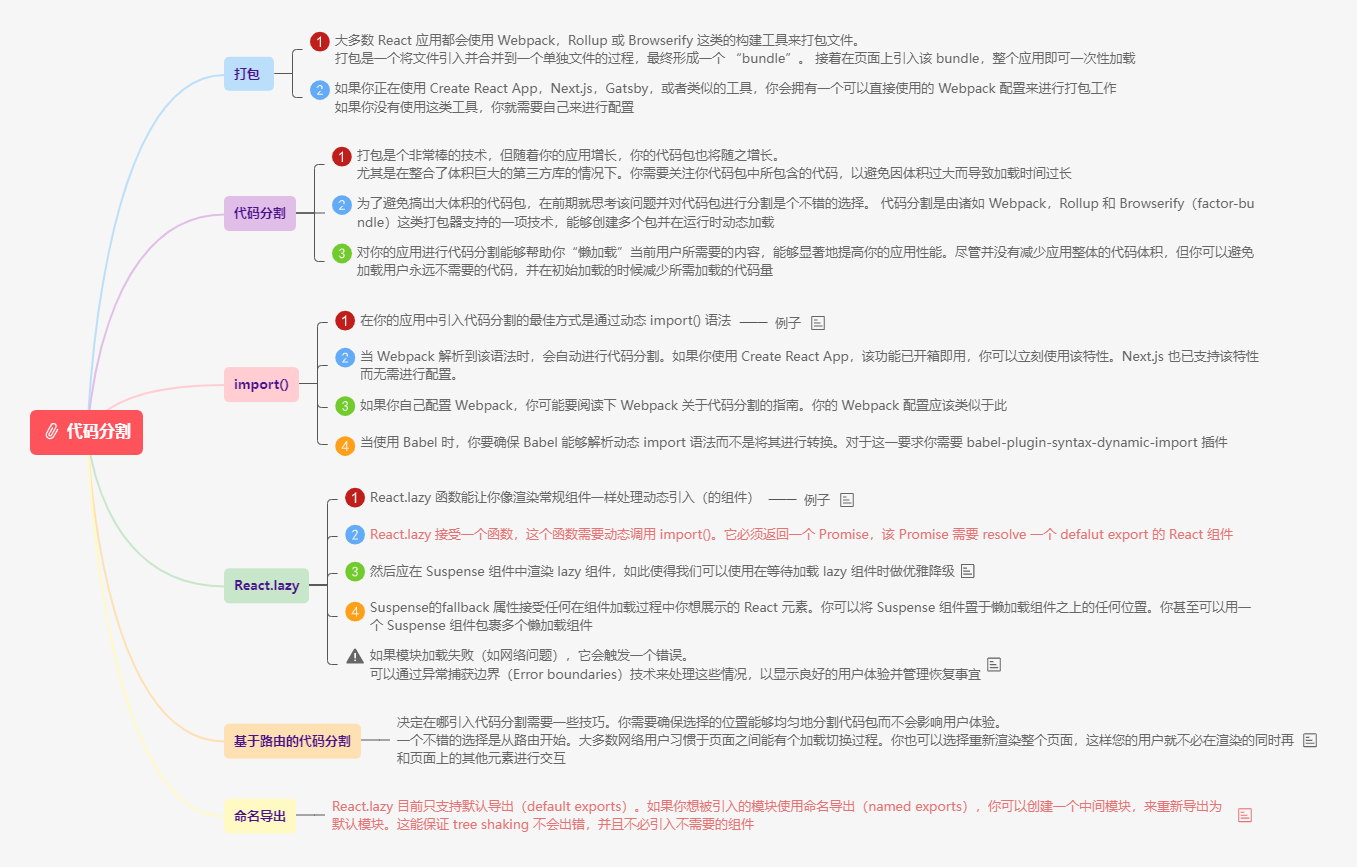 代码分割
打包
1 大多数 React 应用都会使用 Webpack，Rollup 或 Browserify 这类的构建工具来打包文件。
打包是一个将文件引入并合并到一个单独文件的过程，最终形成一个 “bundle”。 接着在页面上引入该 bundle，整个应用即可一次性加载
2 如果你正在使用 Create React App，Next.js，Gatsby，或者类似的工具，你会拥有一个可以直接使用的 Webpack 配置来进行打包工作
如果你没有使用这类工具，你就需要自己来进行配置
代码分割
1 打包是个非常棒的技术，但随着你的应用增长，你的代码包也将随之增长。
尤其是在整合了体积巨大的第三方库的情况下。你需要关注你代码包中所包含的代码，以避免因体积过大而导致加载时间过长
2 为了避免搞出大体积的代码包，在前期就思考该问题并对代码包进行分割是个不错的选择。 代码分割是由诸如 Webpack，Rollup 和 Browserify（factor-bu
ndle）这类打包器支持的一项技术，能够创建多个包并在运行时动态加载
3 对你的应用进行代码分割能够帮助你“懒加载”当前用户所需要的内容，能够显著地提高你的应用性能。尽管并没有减少应用整体的代码体积，但你可以避免
加载用户永远不需要的代码，并在初始加载的时候减少所需加载的代码量
import()
1 在你的应用中引入代码分割的最佳方式是通过动态 import() 语法 例子
2 当 Webpack 解析到该语法时，会自动进行代码分割。如果你使用 Create React App，该功能已开箱即用，你可以立刻使用该特性。Next.js 也已支持该特性
而无需进行配置。
3 如果你自己配置 Webpack，你可能要阅读下 Webpack 关于代码分割的指南。你的 Webpack 配置应该类似于此
4 当使用 Babel 时，你要确保 Babel 能够解析动态 import 语法而不是将其进行转换。对于这一要求你需要 babel-plugin-syntax-dynamic-import 插件
React.lazy
1 React.lazy 函数能让你像渲染常规组件一样处理动态引入（的组件） 例子
2 React.lazy 接受一个函数，这个函数需要动态调用 import()。它必须返回一个 Promise，该 Promise 需要 resolve 一个 defalut export 的 React 组件
3 然后应在 Suspense 组件中渲染 lazy 组件，如此使得我们可以使用在等待加载 lazy 组件时做优雅降级
4 Suspense的fallback 属性接受任何在组件加载过程中你想展示的 React 元素。你可以将 Suspense 组件置于懒加载组件之上的任何位置。你甚至可以用一
个 Suspense 组件包裹多个懒加载组件
如果模块加载失败（如网络问题），它会触发一个错误。
可以通过异常捕获边界（Error boundaries）技术来处理这些情况，以显示良好的用户体验并管理恢复事宜
基于路由的代码分割
决定在哪引入代码分割需要一些技巧。你需要确保选择的位置能够均匀地分割代码包而不会影响用户体验。
一个不错的选择是从路由开始。大多数网络用户习惯于页面之间能有个加载切换过程。你也可以选择重新渲染整个页面，这样您的用户就不必在渲染的同时再
和页面上的其他元素进行交互
命名导出
React.lazy 目前只支持默认导出（default exports）。如果你想被引入的模块使用命名导出（named exports），你可以创建一个中间模块，来重新导出为
默认模块。这能保证 tree shaking 不会出错，并且不必引入不需要的组件